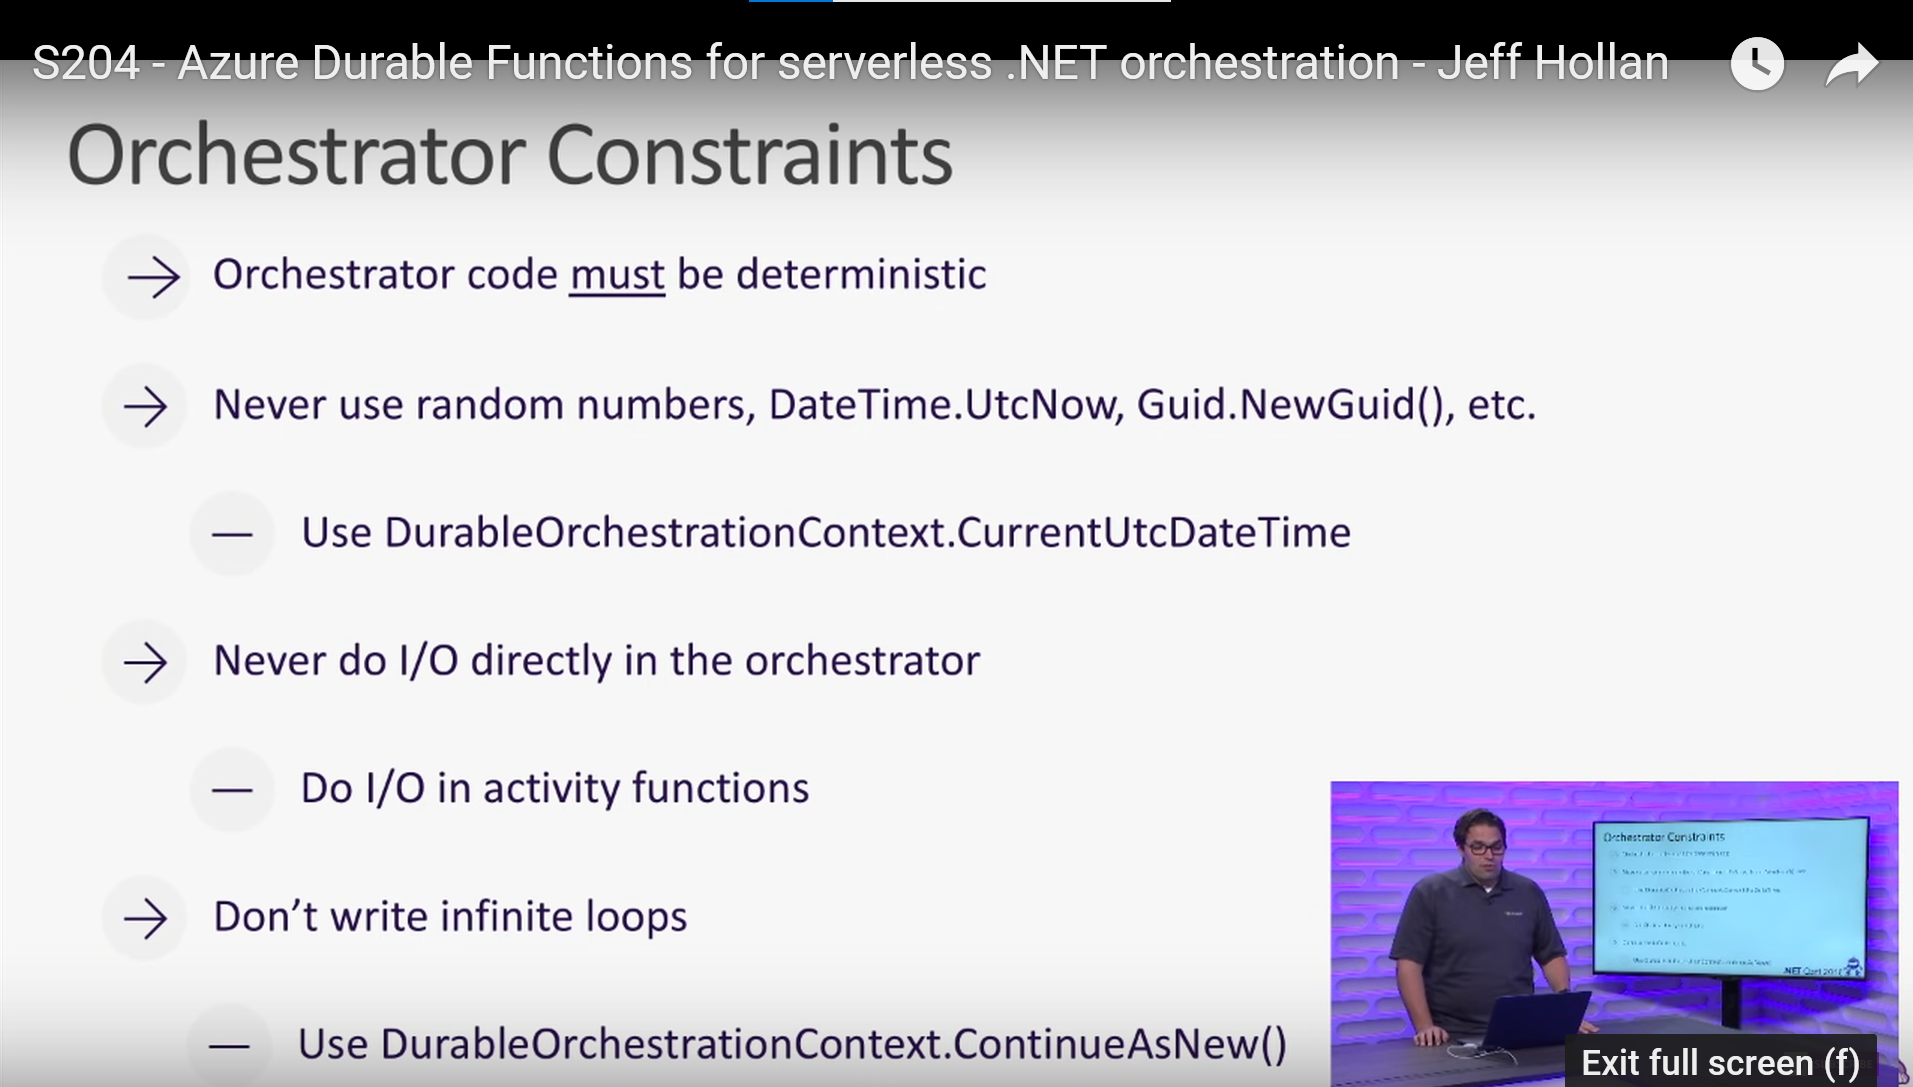 S204 - Azure Durable Functions for serverless .NET orchestration - Jeff Hollan
Orchestrator Constraints
Orchestrator code must be deterministic
Never use random numbers, DateTime.UtcNow, Guid.NewGuid(), etc.
Use DurableOrchestrationContext.CurrentUtcDateTime
Never do I/O directly in the orchestrator
Do I/O in activity functions
Don't write infinite loops
Use DurableOrchestrationContext.ContinueAsNew()
Orchestrator Constraints
.NET Conf 2018
Exit full screen (f)